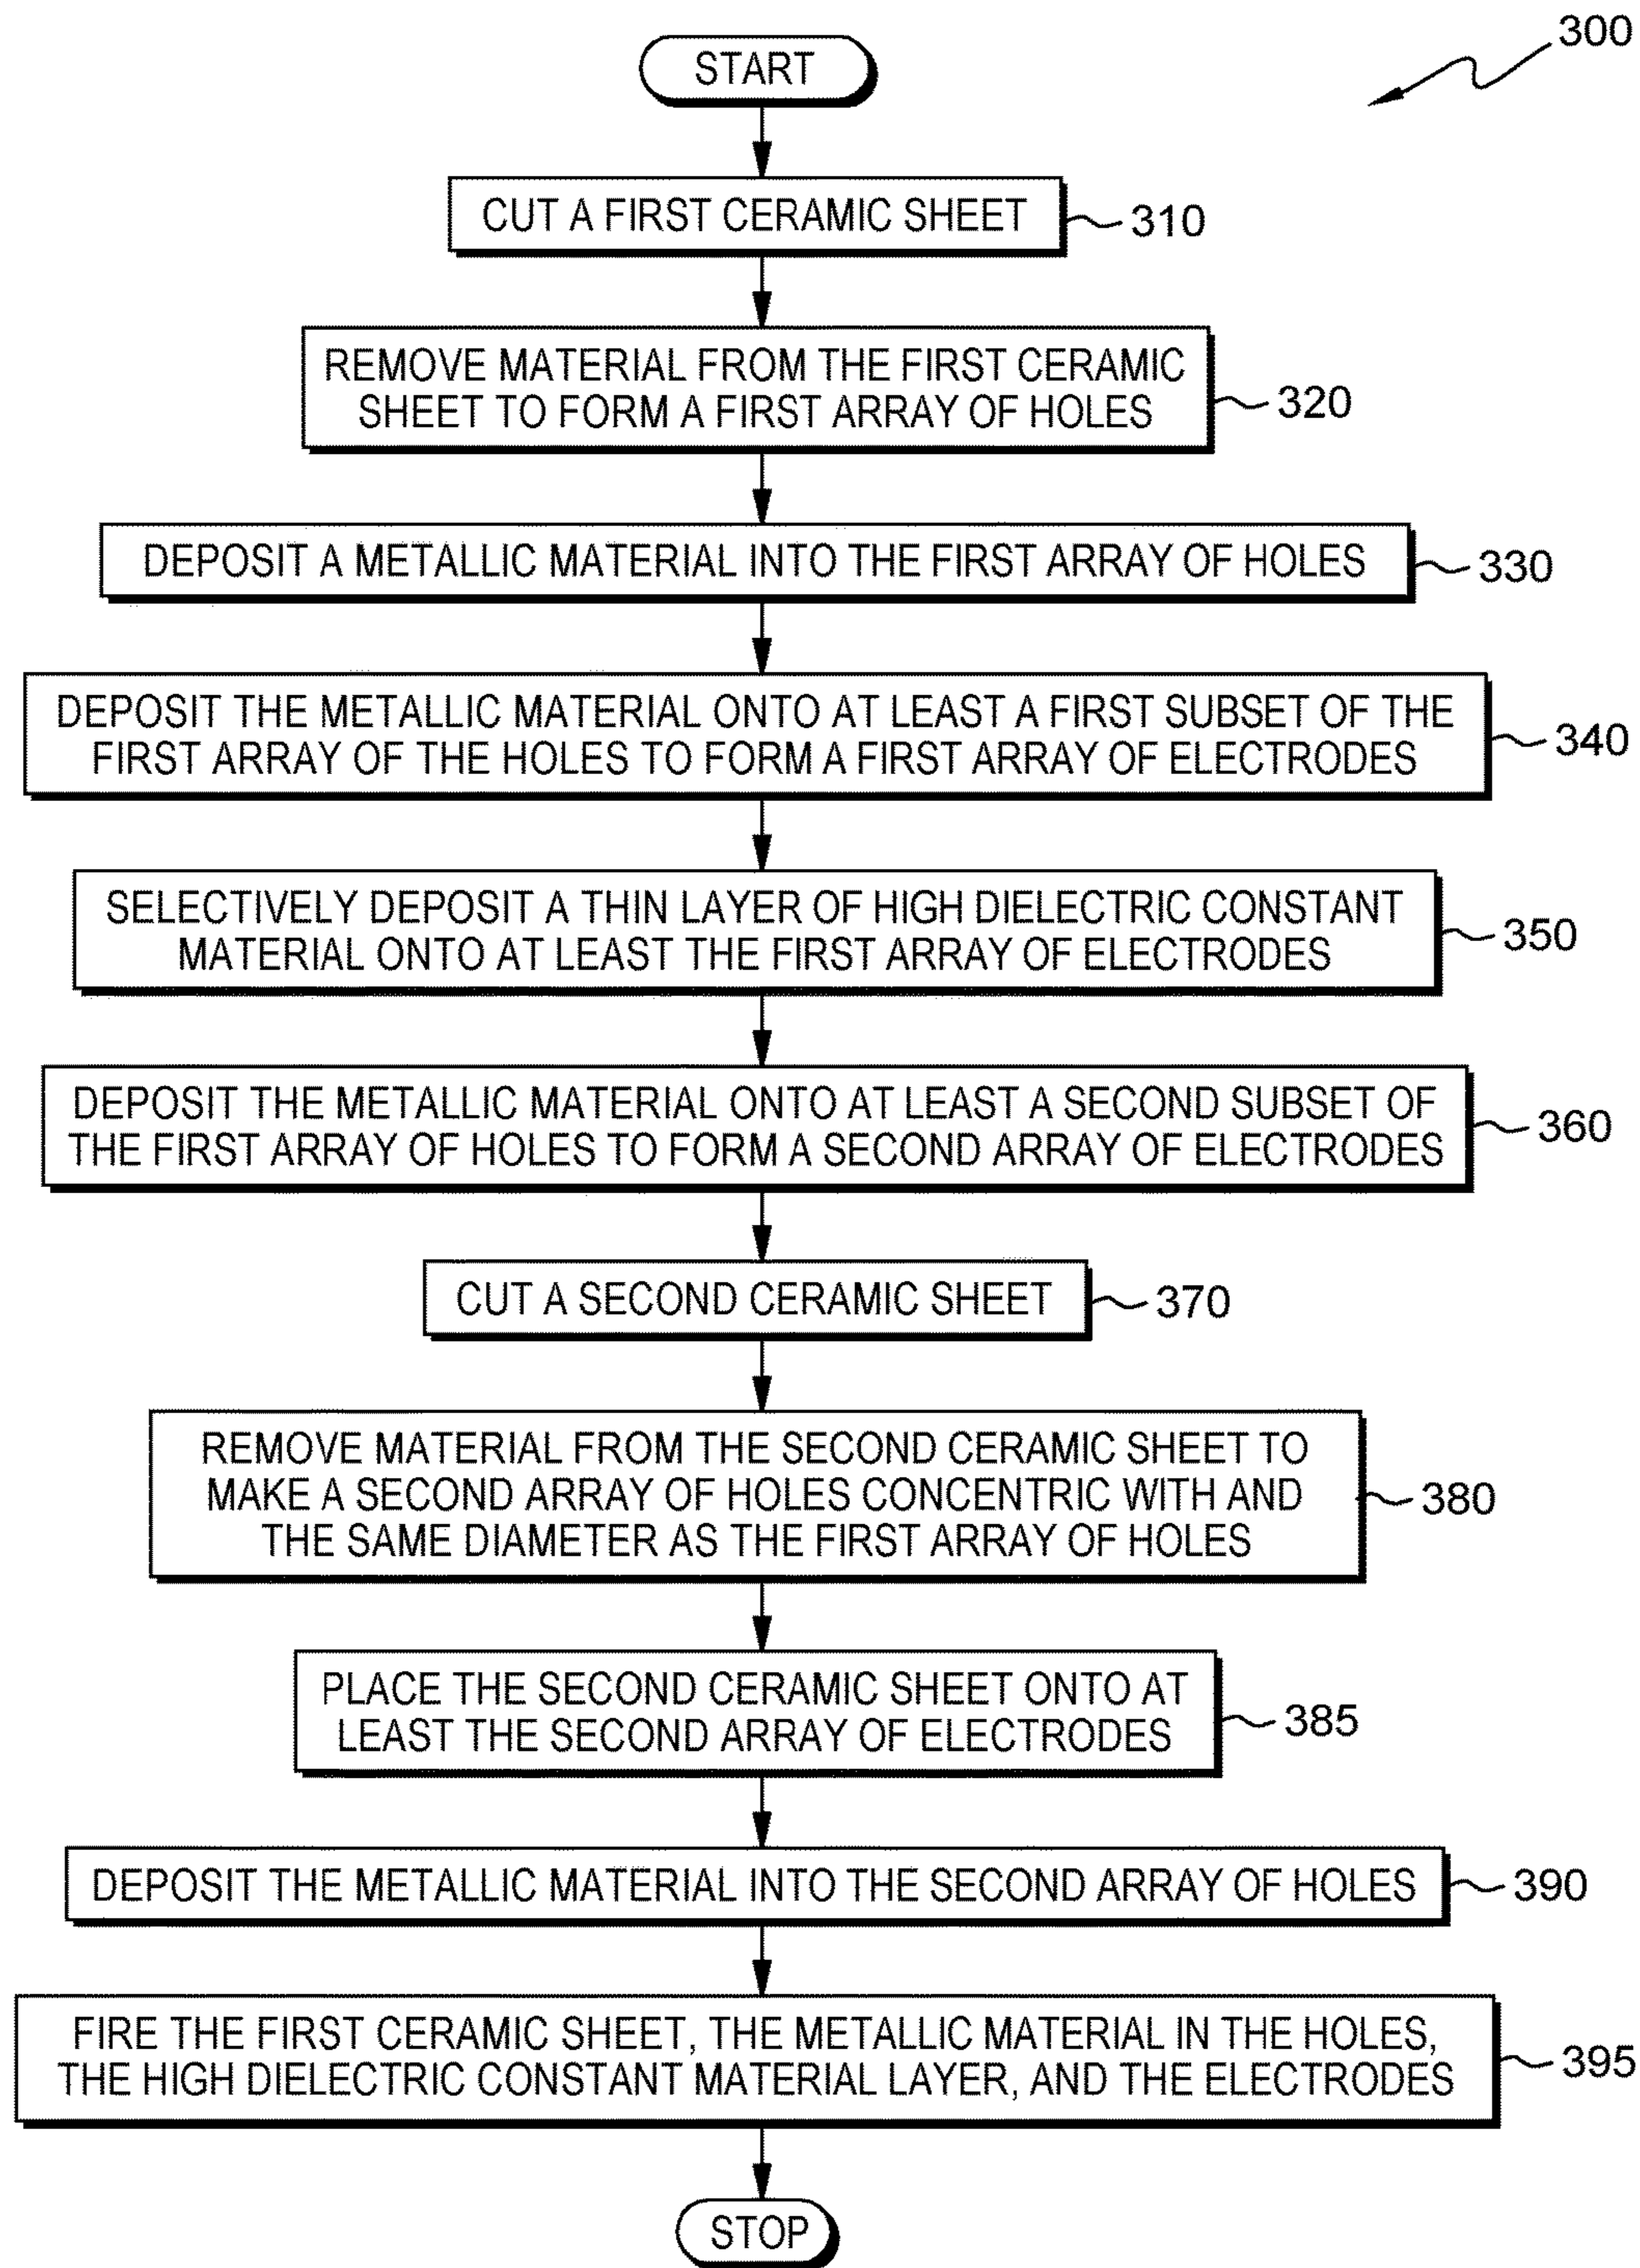 300
START
CUT A FIRST CERAMIC SHEET
310
REMOVE MATERIAL FROM THE FIRST CERAMIC
SHEET TO FORM A FIRST ARRAY OF HOLES
320
DEPOSIT A METALLIC MATERIAL INTO THE FIRST ARRAY OF HOLES
330
DEPOSIT THE METALLIC MATERIAL ONTO AT LEAST A FIRST SUBSET OF THE
FIRST ARRAY OF THE HOLES TO FORM A FIRST ARRAY OF ELECTRODES
340
SELECTIVELY DEPOSIT A THIN LAYER OF HIGH DIELECTRIC CONSTANT
MATERIAL ONTO AT LEAST THE FIRST ARRAY OF ELECTRODES
350
DEPOSIT THE METALLIC MATERIAL ONTO AT LEAST A SECOND SUBSET OF
THE FIRST ARRAY OF HOLES TO FORM A SECOND ARRAY OF ELECTRODES
360
CUT A SECOND CERAMIC SHEET
370
REMOVE MATERIAL FROM THE SECOND CERAMIC SHEET TO
MAKE A SECOND ARRAY OF HOLES CONCENTRIC WITH AND
THE SAME DIAMETER AS THE FIRST ARRAY OF HOLES
380
PLACE THE SECOND CERAMIC SHEET ONTO AT
LEAST THE SECOND ARRAY OF ELECTRODES
385
DEPOSIT THE METALLIC MATERIAL INTO THE SECOND ARRAY OF HOLES
390
FIRE THE FIRST CERAMIC SHEET, THE METALLIC MATERIAL IN THE HOLES,
THE HIGH DIELECTRIC CONSTANT MATERIAL LAYER, AND THE ELECTRODES
395
STOP